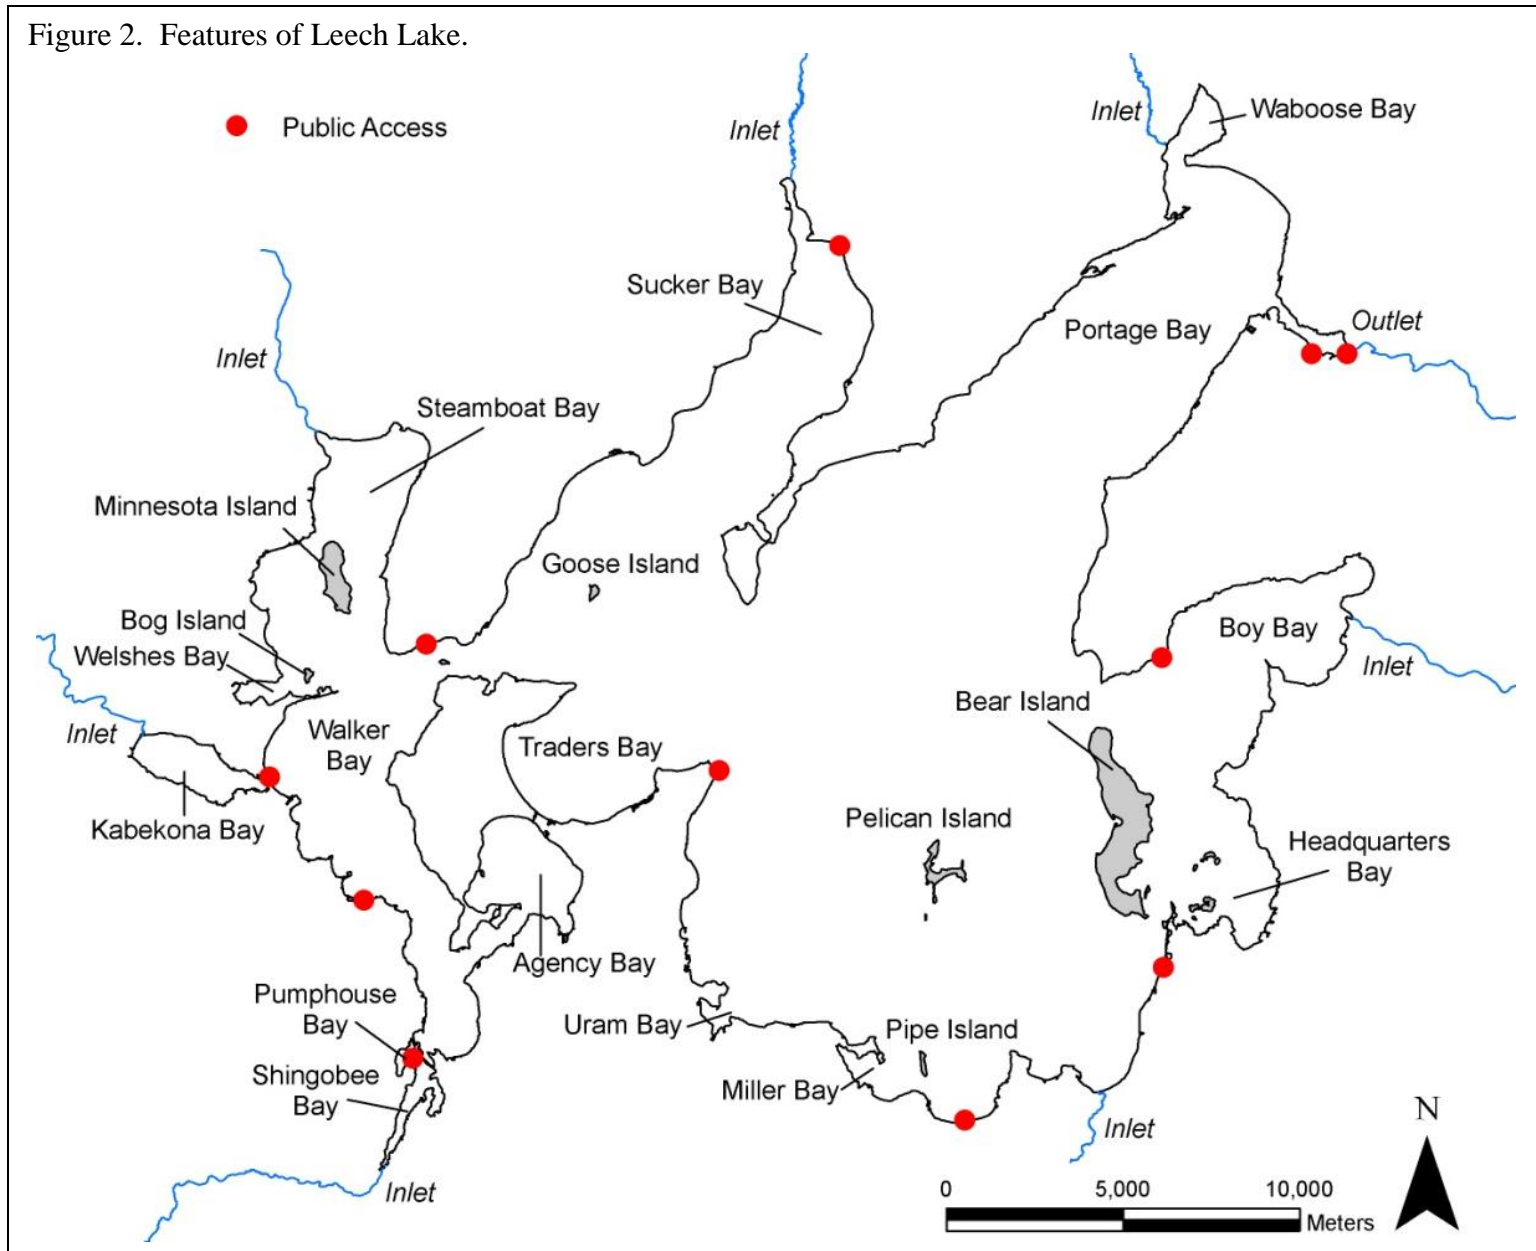 Figure 2.  Features of Leech Lake.
Public Access
Inlet
Inlet
Waboose Bay
Sucker Bay
Portage Bay
Outlet
Inlet
Steamboat Bay
Minnesota Island
Goose Island
Bog Island
Welshes Bay
Boy Bay
Inlet
Inlet
Walker
Bay
Traders Bay
Bear Island
Kabekona Bay
Pelican Island
Headquarters
Bay
Agency Bay
Pumphouse
Bay
Uram Bay
Pipe Island
Shingobee
Bay
Miller Bay
Inlet
Inlet
N
0 5,000 10,000
Meters